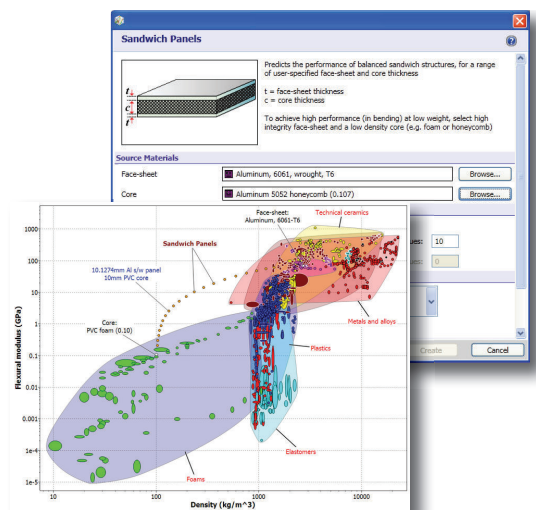 Sandwich Panels
Predicts the performance of balanced sandwich structures, for a range
of user-specified face-sheet and core thickness
t = face-sheet thickness
c = core thickness
To achieve high performance (in bending) at low weight, select high
integrity face-sheet and a low density core (e.g. foam or honeycomb)
t
c
t
Source Materials
Face-sheet
Aluminum, 6061, wrought, T6
Browse...
Core
Aluminum 5052 honeycomb (0.107)
Browse...
ues:
10
ues:
0
Create
Cancel
Face-sheet:
Aluminum, 6061-T6
Technical ceramics
Sandwich Panels
10.1274mm Al s/w panel
10mm PVC core
Core:
PVC foam (0.10)
Metals and alloys
Plastics
Elastomers
Foams
Flexural modulus (GPa)
1000
100
10
1
0.1
0.01
0.001
1e-4
1e-5
10
100
1000
10000
Density (kg/m^3)